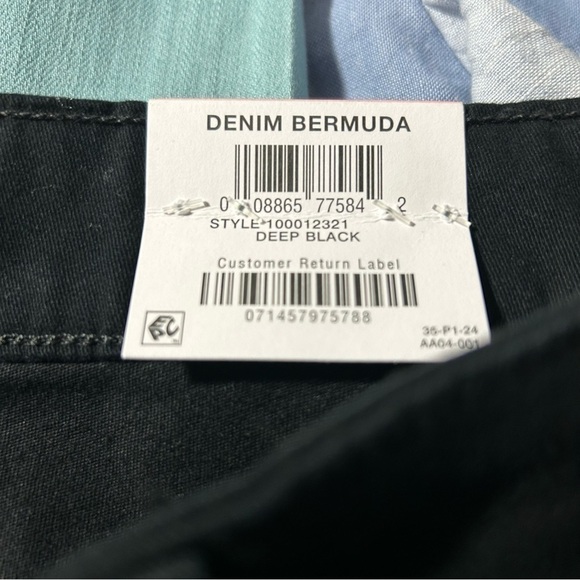 DENIM BERMUDA
0 08865 77584 2
STYLE 100012321
DEEP BLACK
Customer Return Label
071457975788
35-P1-24
AA04-001